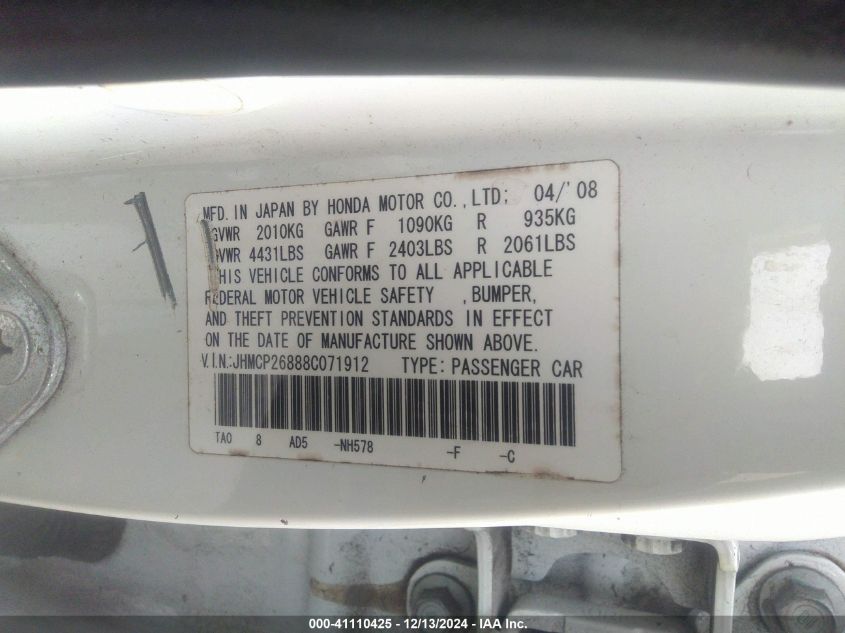 MFD. IN JAPAN BY HONDA MOTOR CO., LTD; 04/'08
GVWR 2010KG GAWR F 1090KG R 935KG
GVWR 4431LBS GAWR F 2403LBS R 2061LBS
THIS VEHICLE CONFORMS TO ALL APPLICABLE
FEDERAL MOTOR VEHICLE SAFETY , BUMPER,
AND THEFT PREVENTION STANDARDS IN EFFECT
ON THE DATE OF MANUFACTURE SHOWN ABOVE.
V.I.N.:JHMCP26888C071912 TYPE: PASSENGER CAR
TA0 8 AD5 -NH578 -F -C
000-41110425 - 12/13/2024 - IAA Inc.